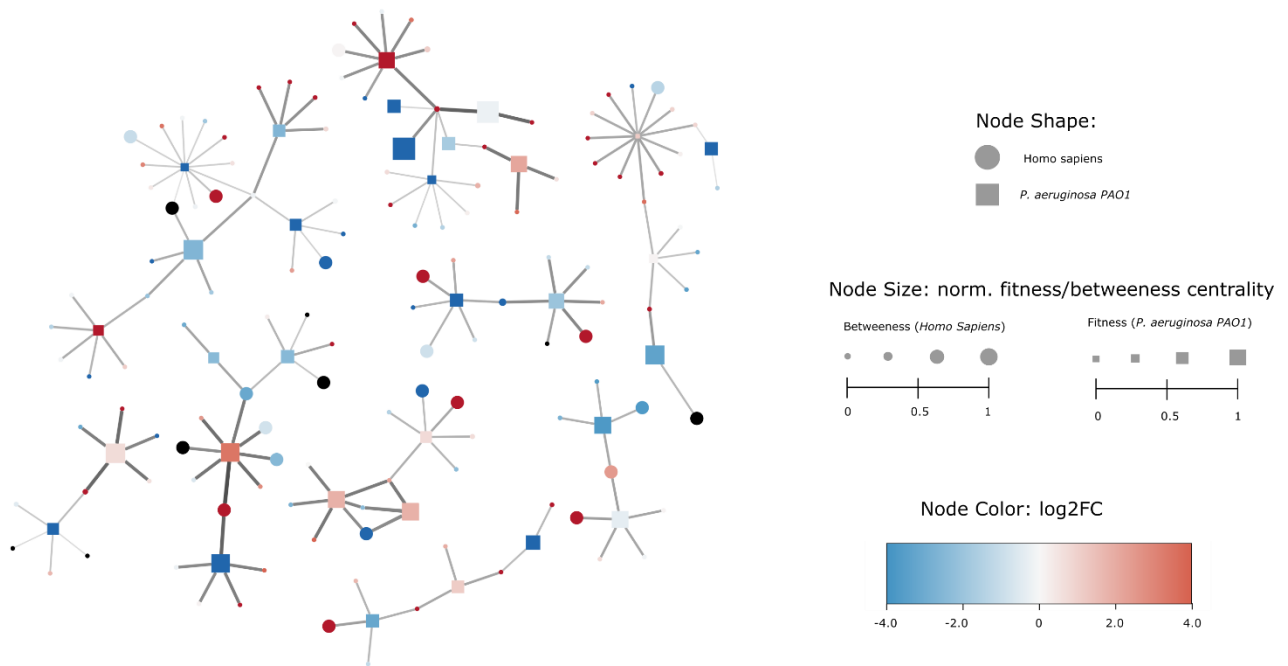 Node Shape:
Homo sapiens
P. aeruginosa PAO1
Node Size: norm. fitness/betweeness centrality
Betweeness (Homo Sapiens)
0 0.5 1
Fitness (P. aeruginosa PAO1)
0 0.5 1
Node Color: log2FC
-4.0 -2.0 0 2.0 4.0